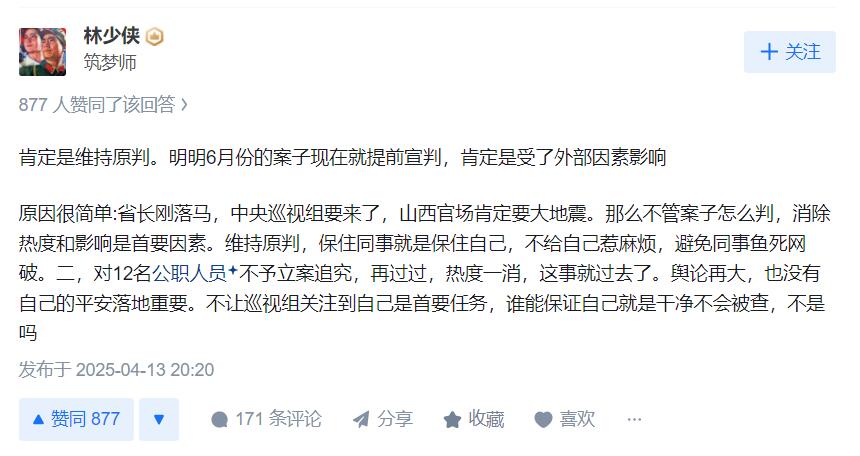 林少侠
筑梦师
+ 关注
877 人赞同了该回答 >
肯定是维持原判。明明6月份的案子现在就提前宣判，肯定是受了外部因素影响
原因很简单:省长刚落马，中央巡视组要来了，山西官场肯定要大地震。那么不管案子怎么判，消除
热度和影响是首要因素。维持原判，保住同事就是保住自己，不给自己惹麻烦，避免同事鱼死网
破。二，对12名公职人员不予立案追究，再过过，热度一消，这事就过去了。舆论再大，也没有
自己的平安落地重要。不让巡视组关注到自己是首要任务，谁能保证自己就是干净不会被查，不是
吗
发布于 2025-04-13 20:20
赞同 877
171 条评论
分享
收藏
喜欢
···